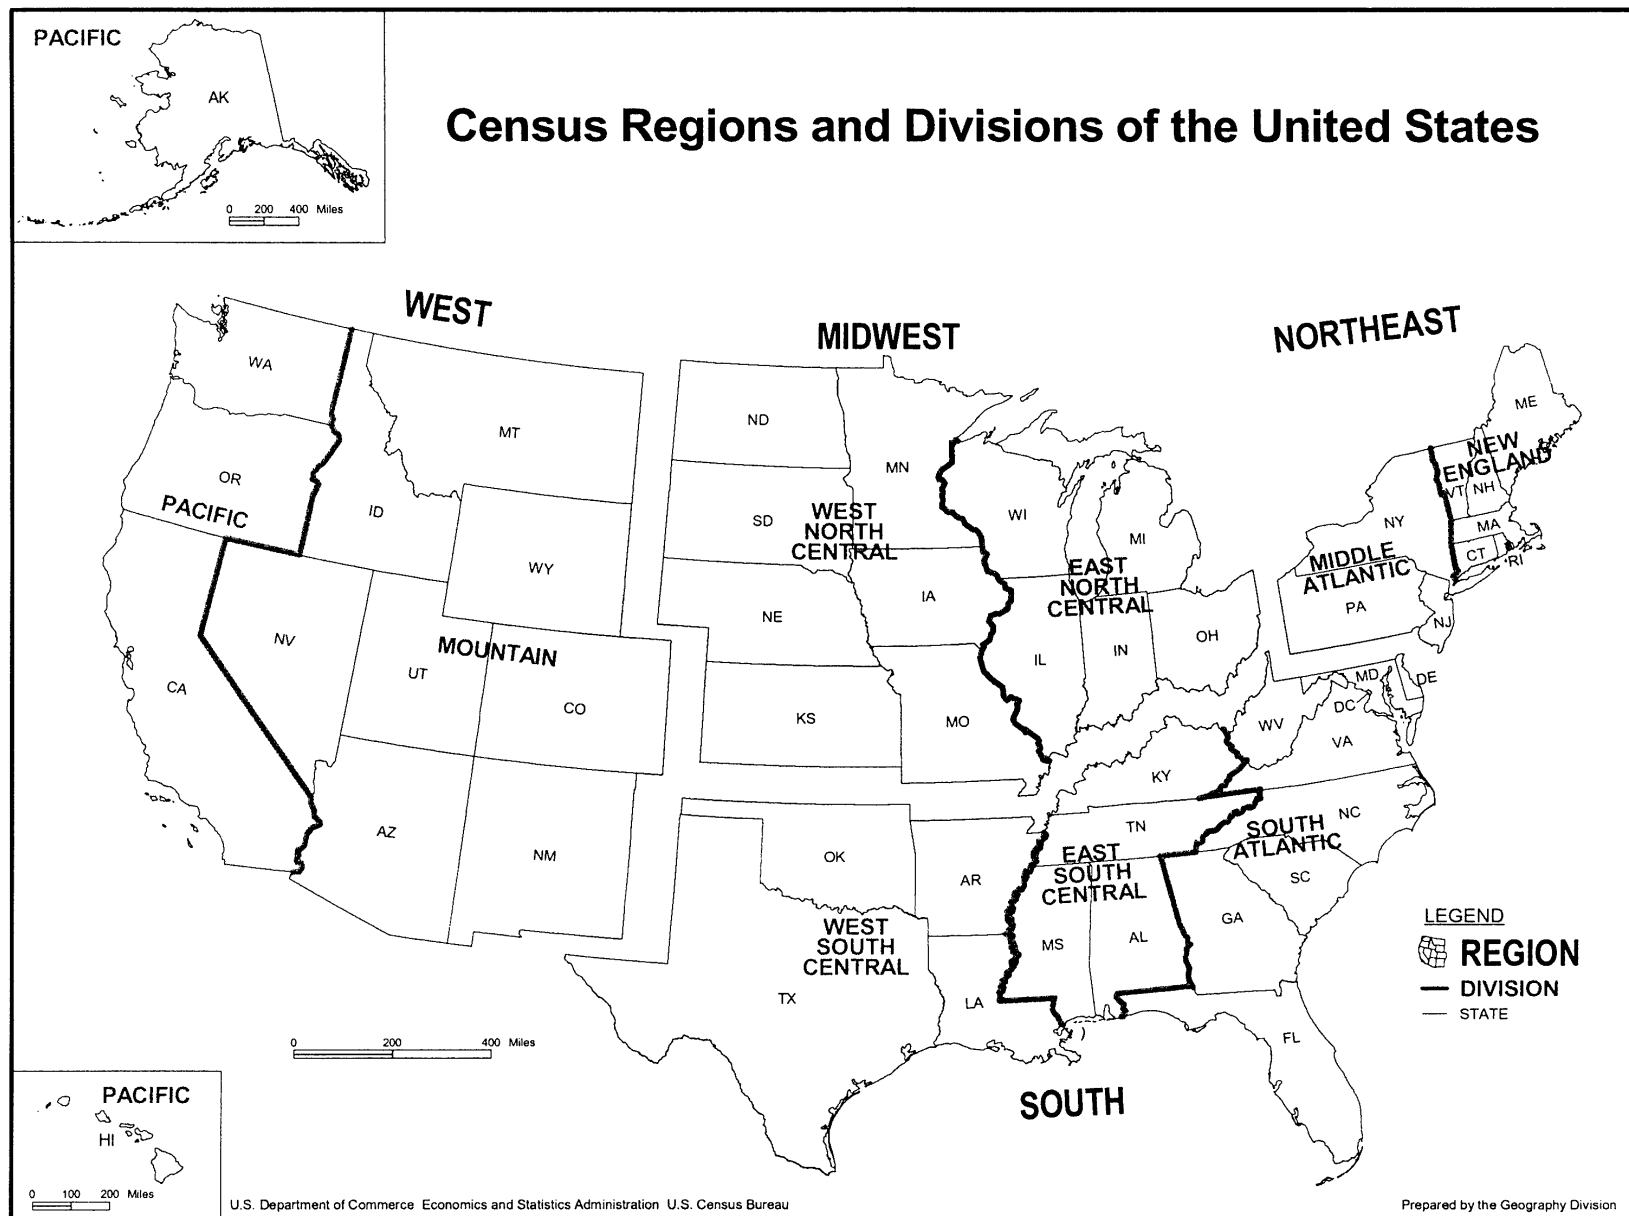 PACIFIC
AK
0 200 400 Miles
Census Regions and Divisions of the United States
WEST
MIDWEST
NORTHEAST
WA
OR
PACIFIC
CA
NV
ID
MT
WY
MOUNTAIN
UT
CO
AZ
NM
ND
SD
MN
WEST
NORTH
CENTRAL
NE
IA
KS
MO
WI
MI
EAST
NORTH
CENTRAL
IL
IN
OH
ME
NEW
ENGLAND
VT
NH
MA
CT
RI
NY
MIDDLE
ATLANTIC
PA
NJ
MD
DE
DC
WV
VA
KY
TN
NC
SOUTH
ATLANTIC
SC
GA
FL
EAST
SOUTH
CENTRAL
MS
AL
OK
AR
WEST
SOUTH
CENTRAL
TX
LA
SOUTH
LEGEND
REGION
DIVISION
STATE
0 200 400 Miles
PACIFIC
HI
0 100 200 Miles
U.S. Department of Commerce Economics and Statistics Administration U.S. Census Bureau
Prepared by the Geography Division